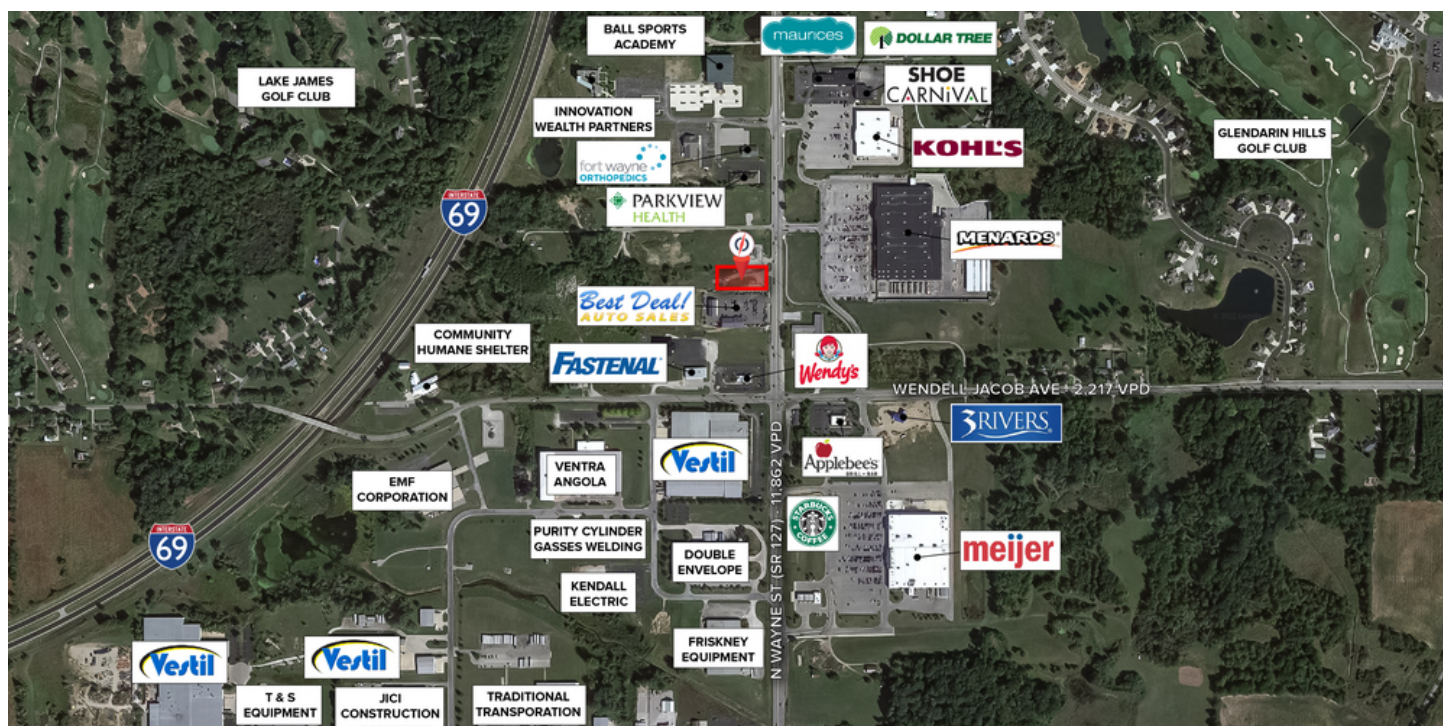 BALL SPORTS
ACADEMY
maurices
DOLLAR TREE
LAKE JAMES
GOLF CLUB
SHOE
CARNIVAL
INNOVATION
WEALTH PARTNERS
KOHL'S
GLENDARIN HILLS
GOLF CLUB
fort wayne
ORTHOPEDICS
INTERSTATE
69
PARKVIEW
HEALTH
MENARDS
Best Deal!
AUTO SALES
COMMUNITY
HUMANE SHELTER
FASTENAL
Wendy's
WENDELL JACOB AVE - 2,217 VPD
3RIVERS
Vestil
Applebee's
GRILL + BAR
VENTRA
ANGOLA
EMF
CORPORATION
N WAYNE ST (SR 127) - 11,862 VPD
STARBUCKS
COFFEE
INTERSTATE
69
PURITY CYLINDER
GASSES WELDING
DOUBLE
ENVELOPE
meijer
KENDALL
ELECTRIC
FRISKNEY
EQUIPMENT
Vestil
Vestil
T & S
EQUIPMENT
JICI
CONSTRUCTION
TRADITIONAL
TRANSPORATION